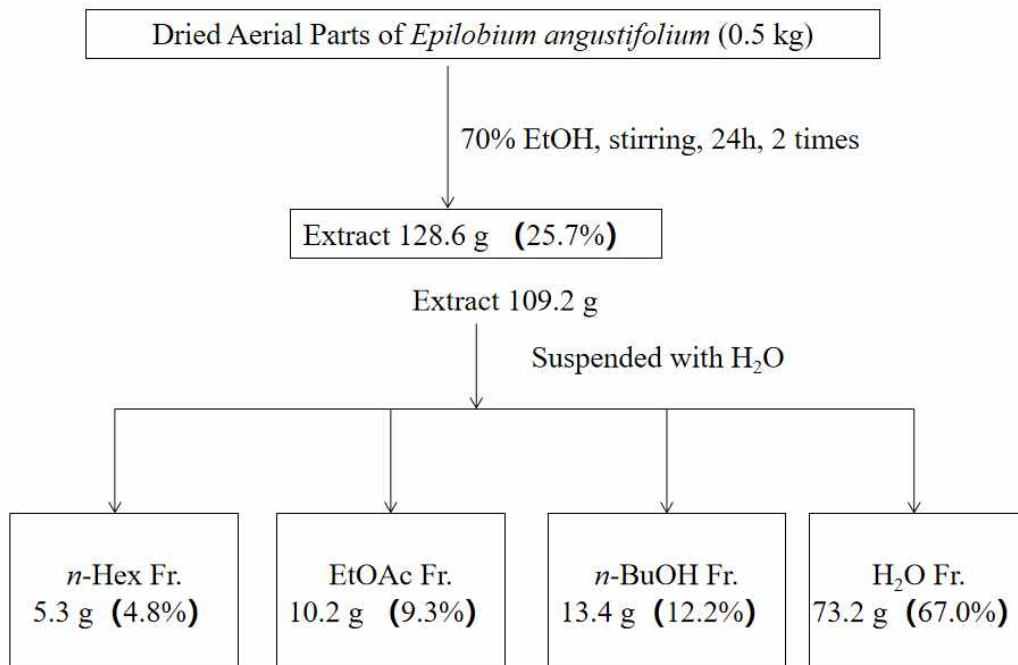 Dried Aerial Parts of Epilobium angustifolium (0.5 kg)
70% EtOH, stirring, 24h, 2 times
Extract 128.6 g (25.7%)
Extract 109.2 g
Suspended with H₂O
n-Hex Fr.
5.3 g (4.8%)
EtOAc Fr.
10.2 g (9.3%)
n-BuOH Fr.
13.4 g (12.2%)
H₂O Fr.
73.2 g (67.0%)